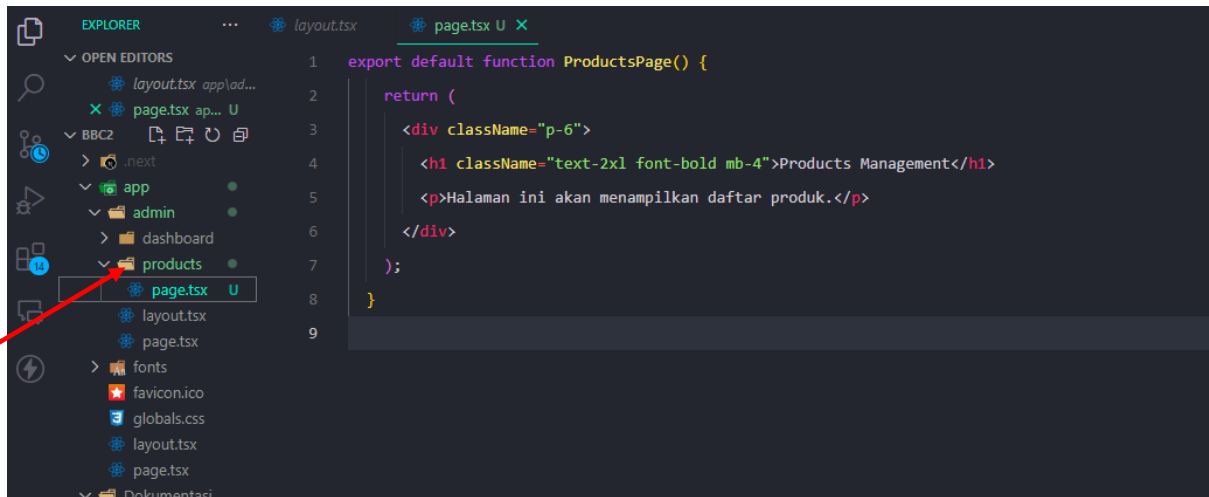 EXPLORER ...
layout.tsx
page.tsx U
OPEN EDITORS
layout.tsx app\ad...
page.tsx ap... U
BBC2
.next
app
admin
dashboard
products
page.tsx U
layout.tsx
page.tsx
fonts
favicon.ico
globals.css
layout.tsx
page.tsx
Dokumentasi
14
1 export default function ProductsPage() {
2 return (
3 <div className="p-6">
4 <h1 className="text-2xl font-bold mb-4">Products Management</h1>
5 <p>Halaman ini akan menampilkan daftar produk.</p>
6 </div>
7 );
8 }
9